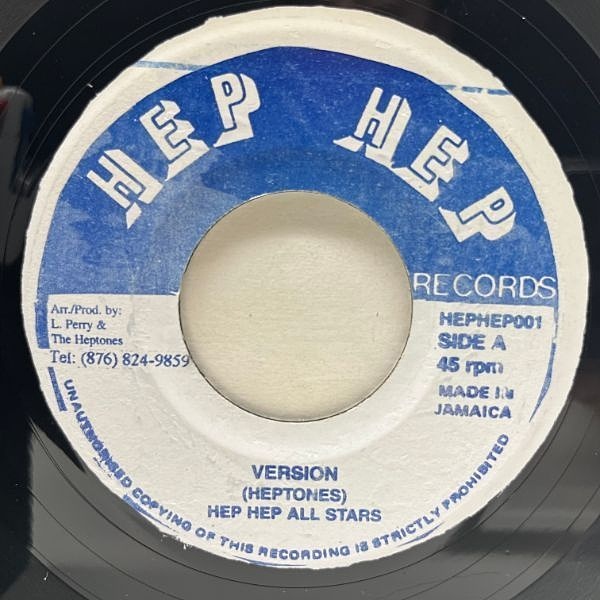 HEP HEP
RECORDS
Arr./Prod. by:
L. Perry &
The Heptones
Tel: (876) 824-9859
HEPHEP001
SIDE A
45 rpm
MADE IN
JAMAICA
VERSION
(HEPTONES)
HEP HEP ALL STARS
UNAUTHORISED COPYING OF THIS RECORDING IS STRICTLY PROHIBITED